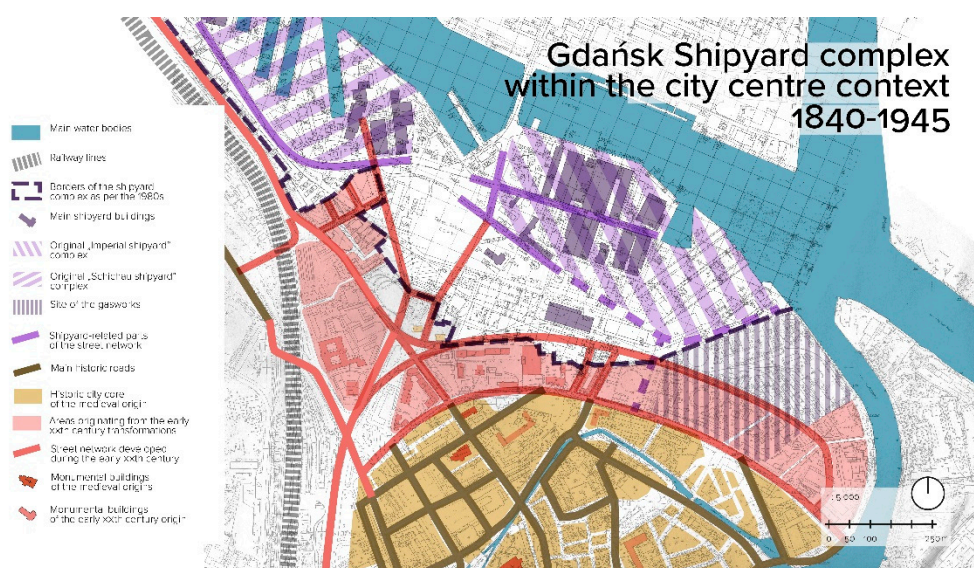 Gdańsk Shipyard complex
within the city centre context
1840-1945
Main water bodies
Railway lines
Borders of the shipyard
complex as per the 1980s
Main shipyard buildings
Original „Imperial shipyard"
complex
Original „Schichau shipyard"
complex
Site of the gasworks
Shipyard-related parts
of the street network
Main historic roads
Historic city core
of the medieval origin
Areas originating from the early
xxth century transformations
Street network developed
during the early xxth century
Monumental buildings
of the medieval origins
Monumental buildings
of the early xxth century origin
1:5 000
0 50 100 250m